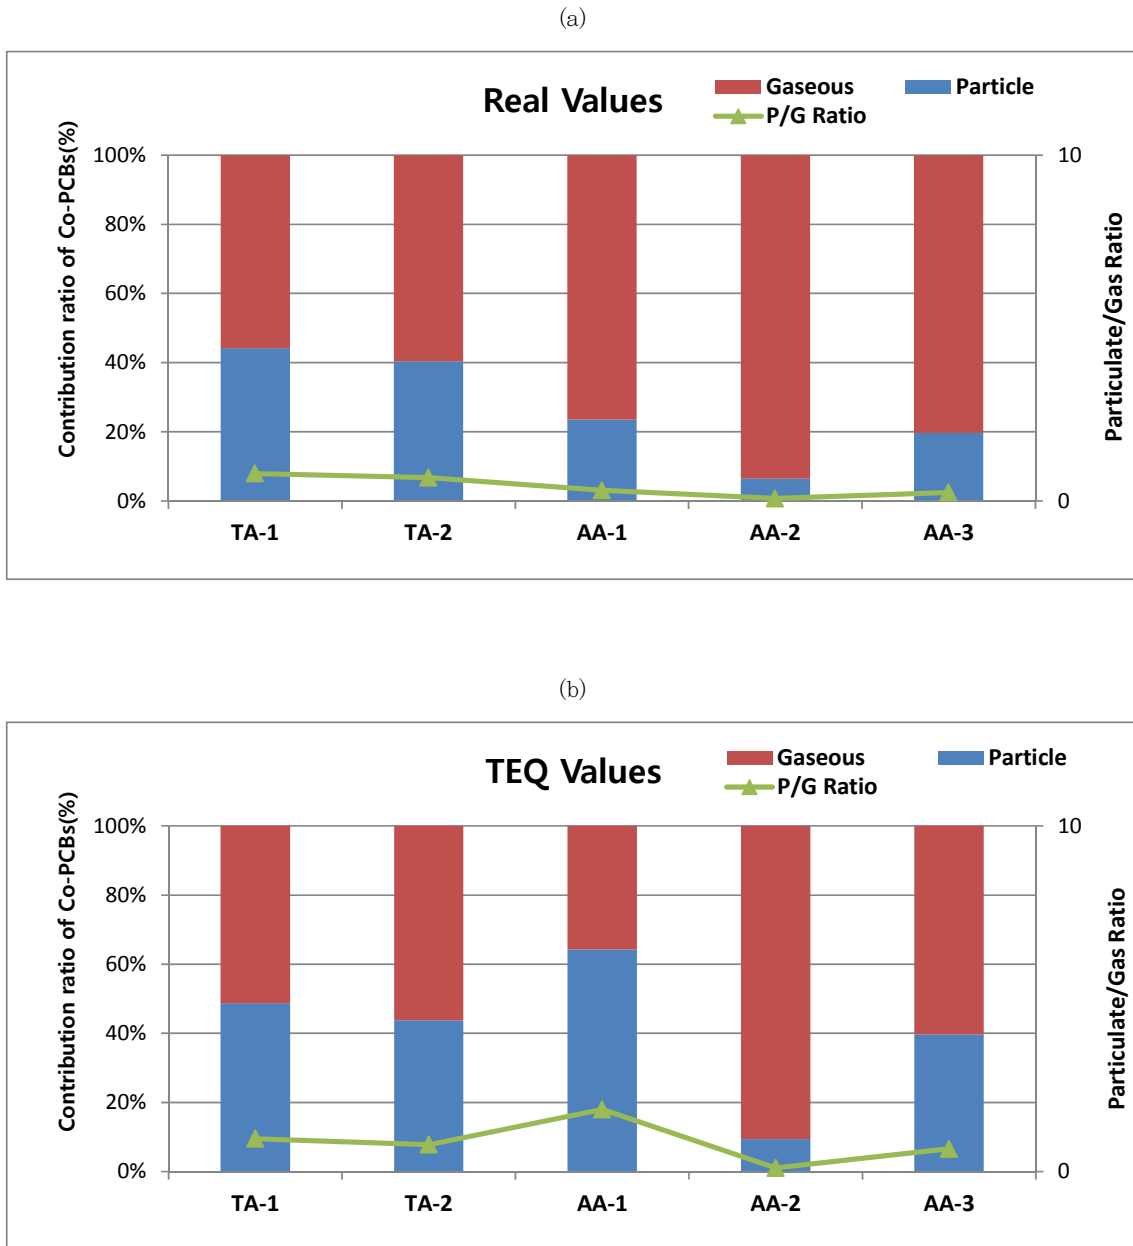 (a)
Real Values
Gaseous Particle
P/G Ratio
Contribution ratio of Co-PCBs(%)
100%
80%
60%
40%
20%
0%
10
0
Particulate/Gas Ratio
TA-1 TA-2 AA-1 AA-2 AA-3
(b)
TEQ Values
Gaseous Particle
P/G Ratio
Contribution ratio of Co-PCBs(%)
100%
80%
60%
40%
20%
0%
10
0
Particulate/Gas Ratio
TA-1 TA-2 AA-1 AA-2 AA-3